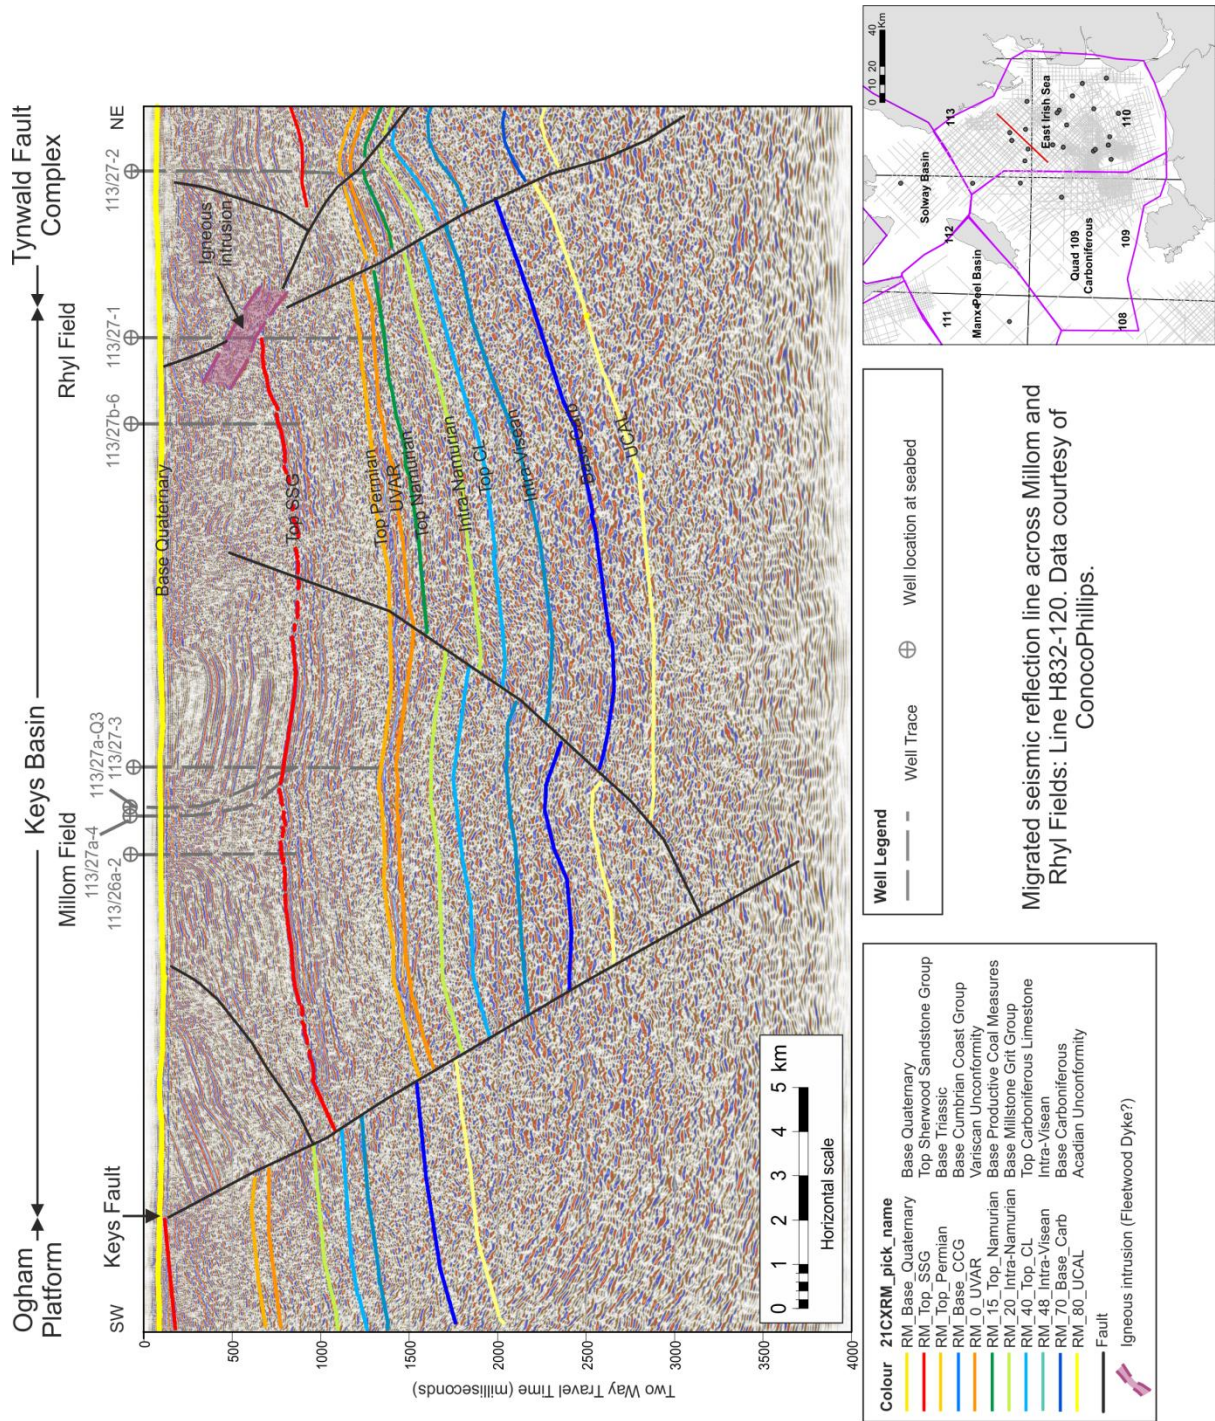 Ogham
Platform
Keys Basin
Tynwald Fault
Complex
SW
Keys Fault
Millom Field
Rhyl Field
NE
113/26a-2
113/27a-4
113/27a-Q3
113/27-3
113/27b-6
113/27-1
113/27-2
Igneous
intrusion
Base Quaternary
Top SSG
Top Permian
UVAR
Top Namurian
Intra-Namurian
Top CL
Intra-Visean
Base Carb
UCAL
0
500
1000
1500
2000
2500
3000
3500
4000
Two Way Travel Time (milliseconds)
0 1 2 3 4 5 km
Horizontal scale
Colour 21CXRM_pick_name
RM_Base_Quaternary Base Quaternary
RM_Top_SSG Top Sherwood Sandstone Group
RM_Top_Permian Base Triassic
RM_Base_CCG Base Cumbrian Coast Group
RM_0_UVAR Variscan Unconformity
RM_15_Top_Namurian Base Productive Coal Measures
RM_20_Intra-Namurian Base Millstone Grit Group
RM_40_Top_CL Top Carboniferous Limestone
RM_48_Intra-Visean Intra-Visean
RM_70_Base_Carb Base Carboniferous
RM_80_UCAL Acadian Unconformity
Fault
Igneous intrusion (Fleetwood Dyke?)
Well Legend
Well Trace
Well location at seabed
Migrated seismic reflection line across Millom and
Rhyl Fields: Line H832-120. Data courtesy of
ConocoPhillips.
0 10 20 40
Km
111
112
113
Solway Basin
Manx-Peel Basin
East Irish Sea
Quad 109
Carboniferous
108
109
110